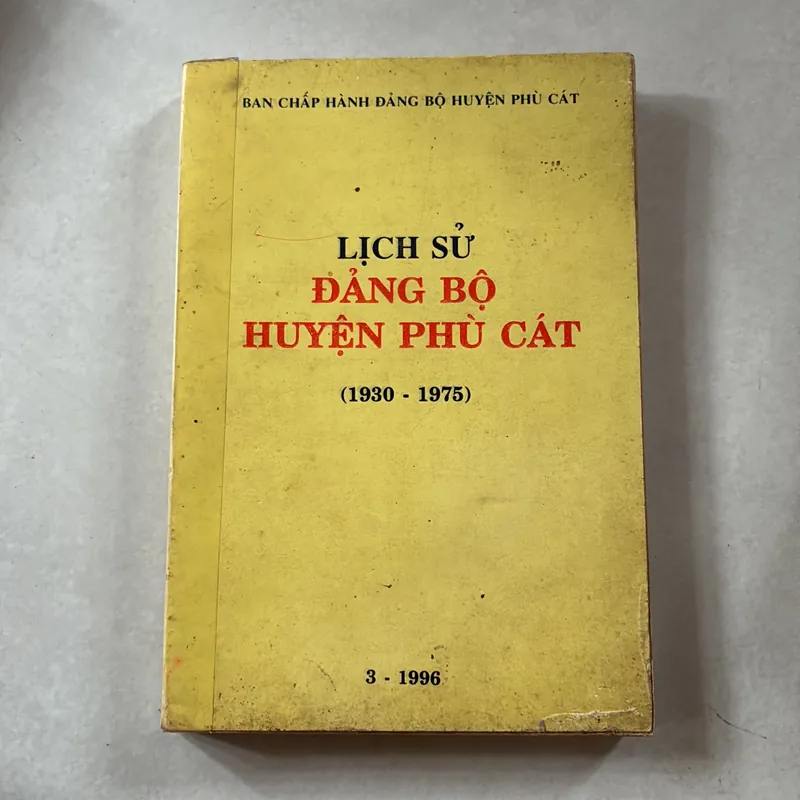 BAN CHẤP HÀNH ĐẢNG BỘ HUYỆN PHÙ CÁT
LỊCH SỬ
ĐẢNG BỘ
HUYỆN PHÙ CÁT
(1930 - 1975)
3 - 1996